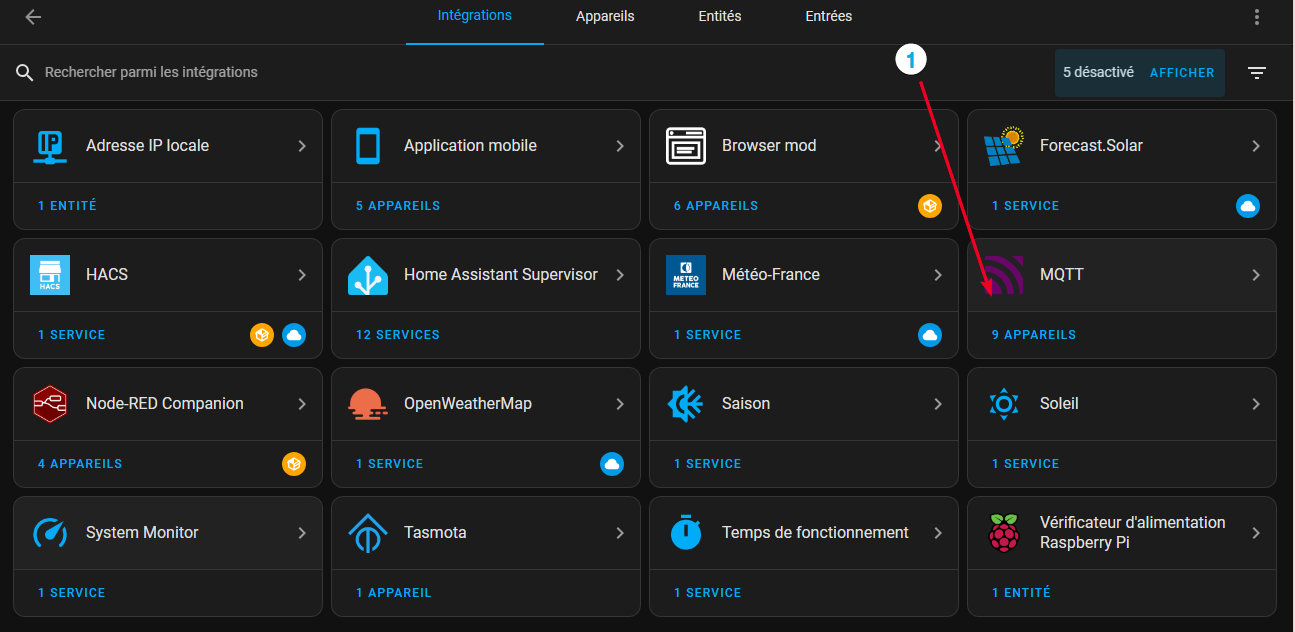 Intégrations
Appareils
Entités
Entrées
Rechercher parmi les intégrations
1
5 désactivé
AFFICHER
IP
Adresse IP locale
Application mobile
Browser mod
Forecast.Solar
1 ENTITÉ
5 APPAREILS
6 APPAREILS
1 SERVICE
HACS
HACS
Home Assistant Supervisor
METEO
FRANCE
Météo-France
MQTT
1 SERVICE
12 SERVICES
1 SERVICE
9 APPAREILS
Node-RED Companion
OpenWeatherMap
Saison
Soleil
4 APPAREILS
1 SERVICE
1 SERVICE
1 SERVICE
System Monitor
Tasmota
Temps de fonctionnement
Vérificateur d'alimentation
Raspberry Pi
1 SERVICE
1 APPAREIL
1 SERVICE
1 ENTITÉ